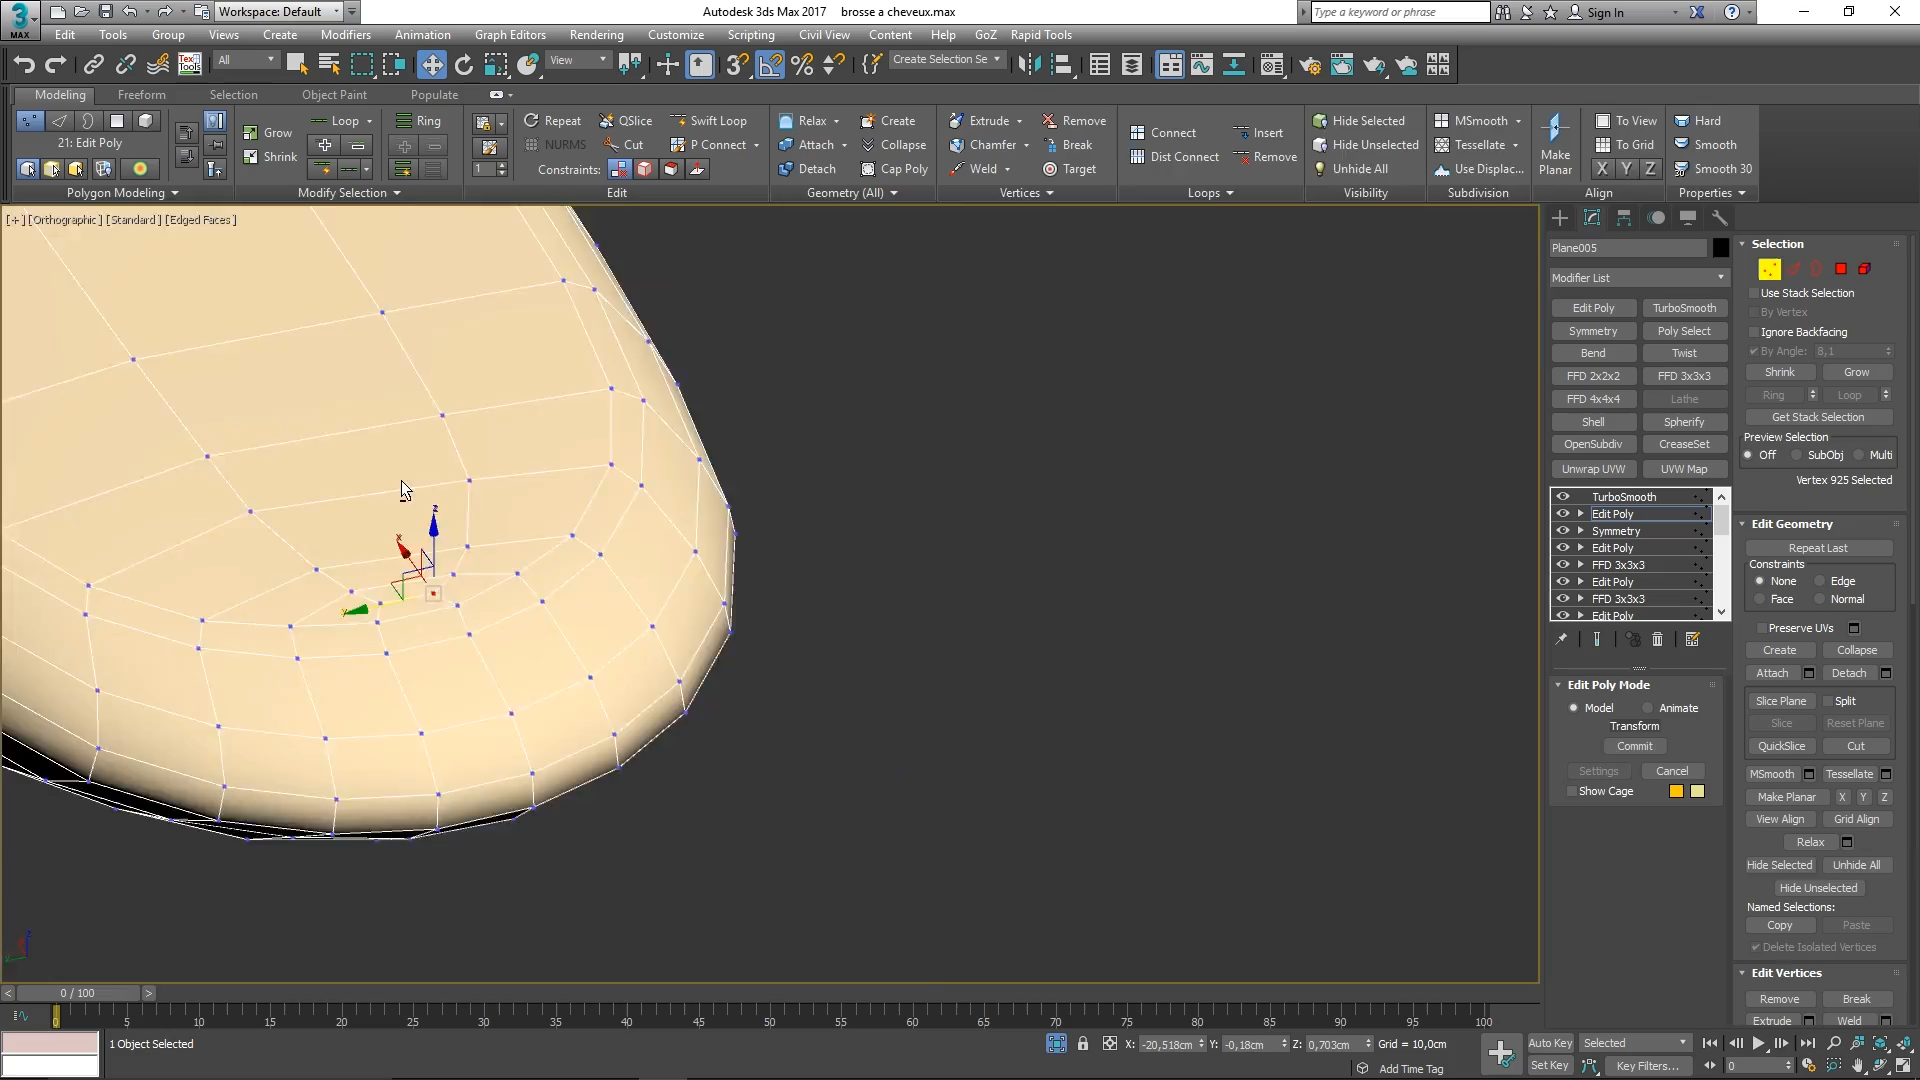 3 MAX Workspace: Default Autodesk 3ds Max 2017 brosse a cheveux.max Type a keyword or phrase Sign In
Edit Tools Group Views Create Modifiers Animation Graph Editors Rendering Customize Scripting Civil View Content Help GoZ Rapid Tools
Text TOOLS All View Create Selection Se
Modeling Freeform Selection Object Paint Populate
Grow Loop Ring Repeat QSlice Swift Loop Relax Create Extrude Remove Connect Insert Hide Selected MSmooth To View Hard
21: Edit Poly NURMS Cut P Connect Attach Collapse Chamfer Break Hide Unselected Tessellate To Grid Smooth
Shrink 1 Constraints: Detach Cap Poly Weld Target Dist Connect Remove Unhide All Use Displac... Make Planar X Y Z Smooth 30
Polygon Modeling Modify Selection Edit Geometry (All) Vertices Loops Visibility Subdivision Align Properties
[+] [Orthographic] [Standard] [Edged Faces]
Plane005
Modifier List
Edit Poly TurboSmooth
Symmetry Poly Select
Bend Twist
FFD 2x2x2 FFD 3x3x3
FFD 4x4x4 Lathe
Shell Spherify
OpenSubdiv CreaseSet
Unwrap UVW UVW Map
TurboSmooth
Edit Poly
Symmetry
Edit Poly
FFD 3x3x3
Edit Poly
FFD 3x3x3
Edit Poly
Edit Poly Mode
Model Animate
Transform
Commit
Settings Cancel
Show Cage
Selection
Use Stack Selection
By Vertex
Ignore Backfacing
By Angle: 8,1
Shrink Grow
Ring Loop
Get Stack Selection
Preview Selection
Off SubObj Multi
Vertex 925 Selected
Edit Geometry
Repeat Last
Constraints
None Edge
Face Normal
Preserve UVs
Create Collapse
Attach Detach
Slice Plane Split
Slice Reset Plane
QuickSlice Cut
MSmooth Tessellate
Make Planar X Y Z
View Align Grid Align
Relax
Hide Selected Unhide All
Hide Unselected
Named Selections:
Copy Paste
Delete Isolated Vertices
Edit Vertices
Remove Break
Extrude Weld
x
y
z
< 0 / 100 >
0 5 10 15 20 25 30 35 40 45 50 55 60 65 70 75 80 85 90 95 100
1 Object Selected X: -20,518cm Y: -0,18cm Z: 0,703cm Grid = 10,0cm Auto Key Selected
Add Time Tag Set Key Key Filters... 0